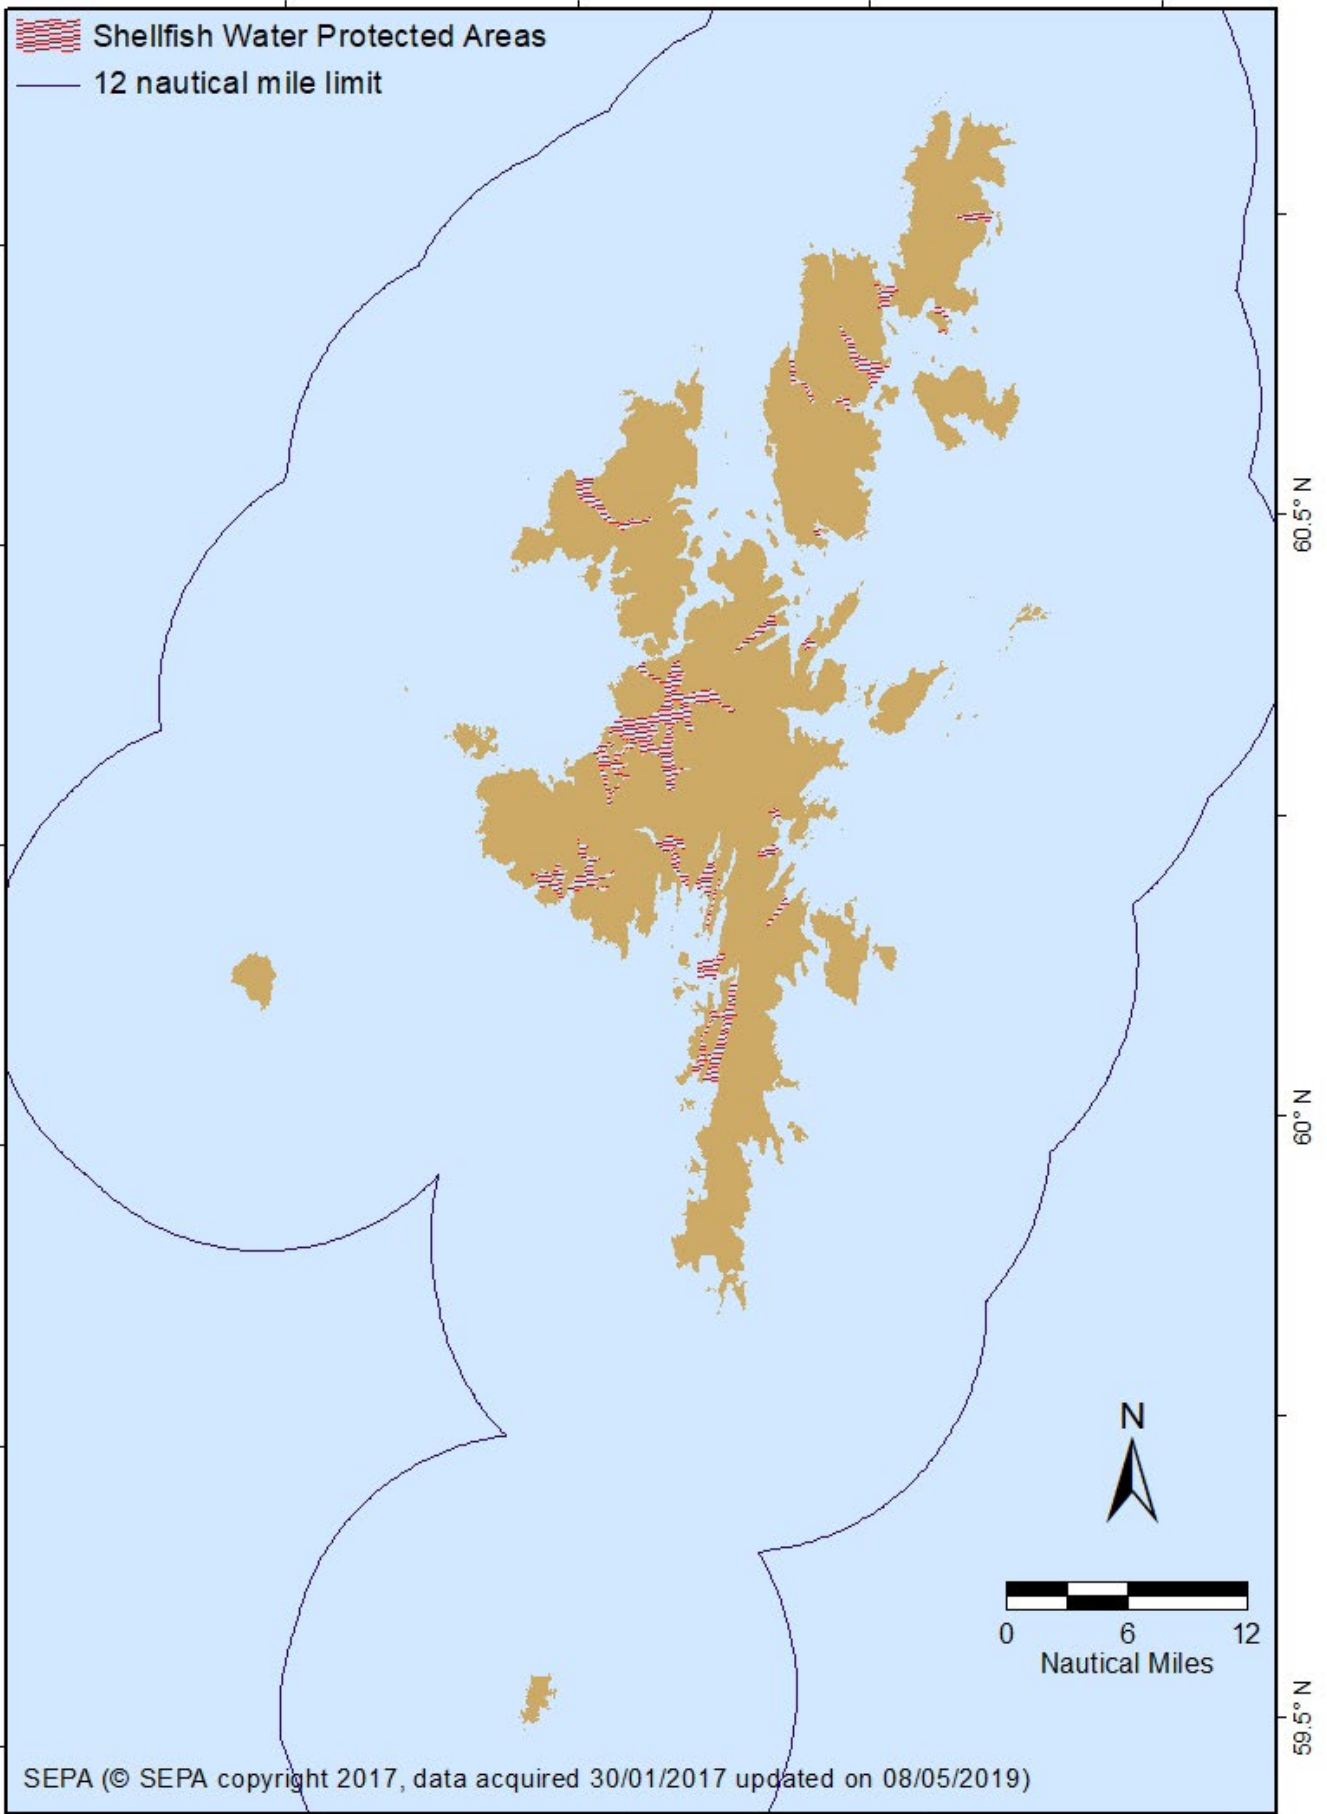 Shellfish Water Protected Areas
12 nautical mile limit
60.5° N
60° N
N
0 6 12
Nautical Miles
59.5° N
SEPA (© SEPA copyright 2017, data acquired 30/01/2017 updated on 08/05/2019)